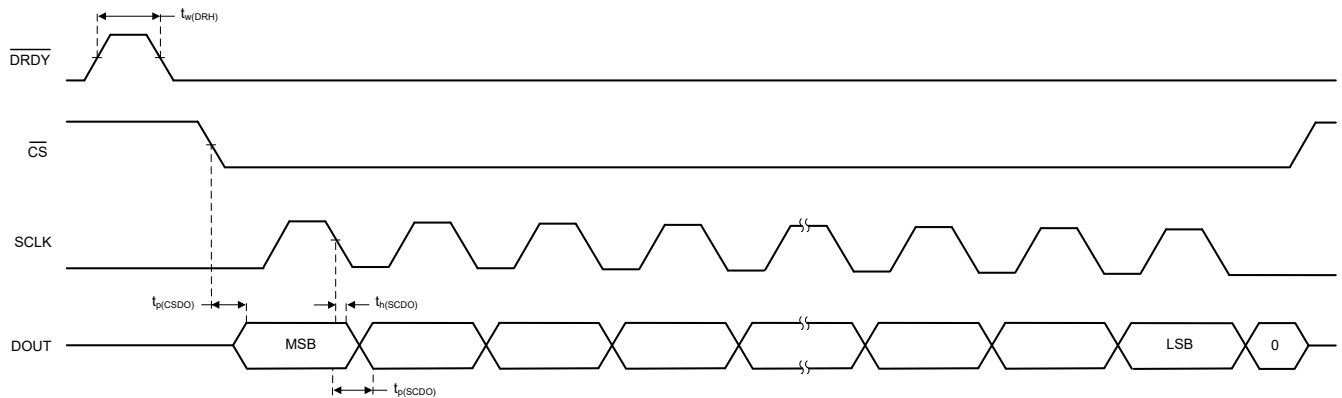 tw(DRH)
DRDY
CS
SCLK
tp(CSDO)
th(SCDO)
DOUT
MSB
LSB
0
tp(SCDO)